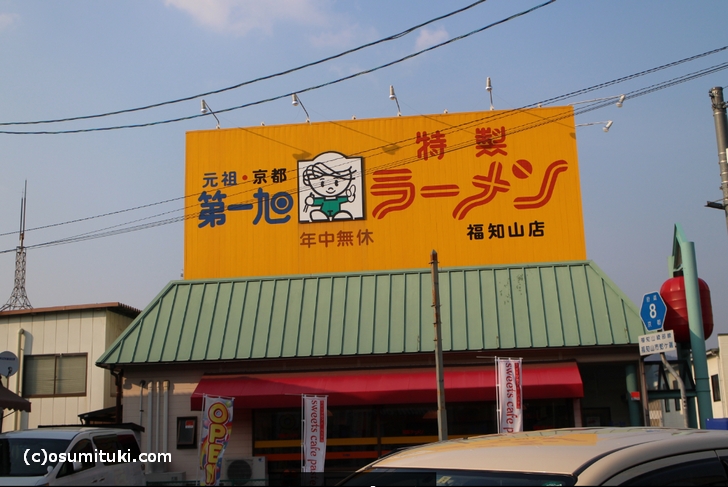 元祖・京都
第一旭
特製
ラーメン
年中無休
福知山店
8
OPEN
sweets cafe pa
sweets cafe
(c)osumituki.com